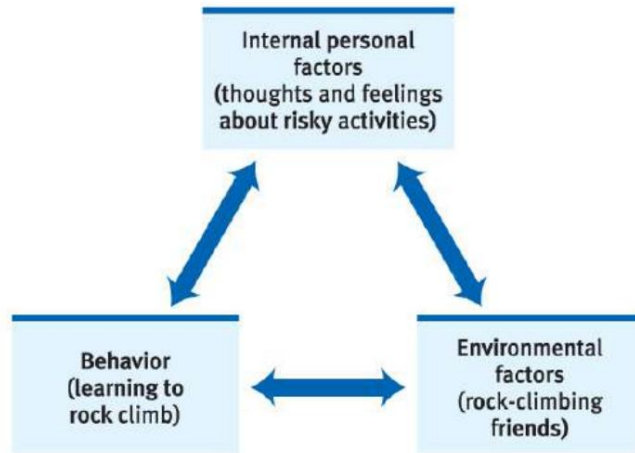 Internal personal
factors
(thoughts and feelings
about risky activities)
Behavior
(learning to
rock climb)
Environmental
factors
(rock-climbing
friends)